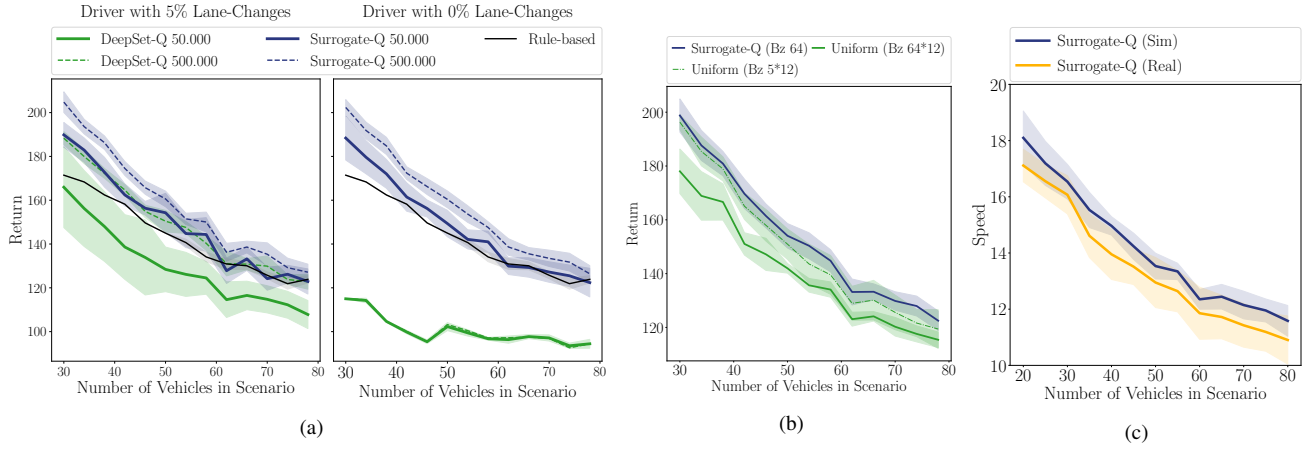 Driver with 5% Lane-Changes
Driver with 0% Lane-Changes
DeepSet-Q 50.000
Surrogate-Q 50.000
Rule-based
DeepSet-Q 500.000
Surrogate-Q 500.000
Return
200
180
160
140
120
100
30 40 50 60 70 80
Number of Vehicles in Scenario
30 40 50 60 70 80
Number of Vehicles in Scenario
(a)
Surrogate-Q (Bz 64)
Uniform (Bz 64*12)
Uniform (Bz 5*12)
Return
200
180
160
140
120
30 40 50 60 70 80
Number of Vehicles in Scenario
(b)
Surrogate-Q (Sim)
Surrogate-Q (Real)
Speed
20
18
16
14
12
10
20 30 40 50 60 70 80
Number of Vehicles in Scenario
(c)